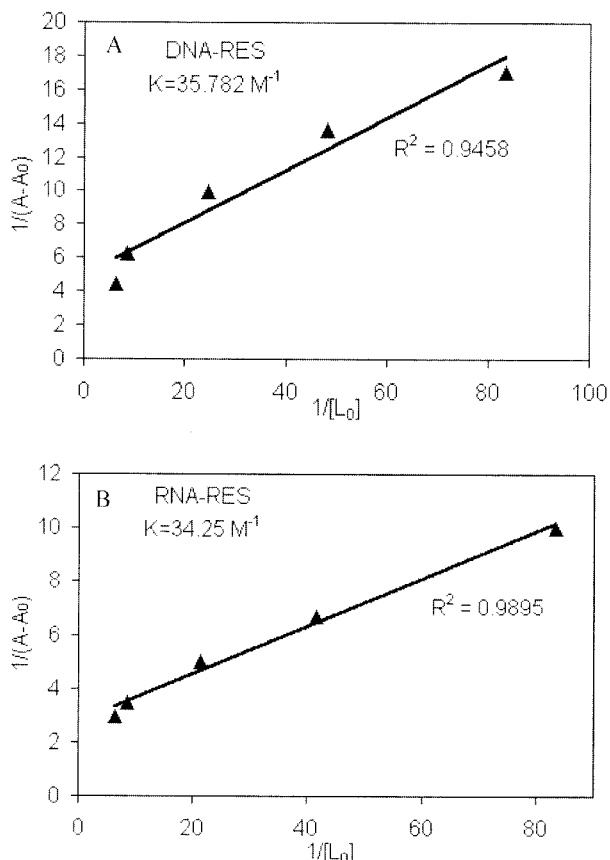 A
DNA-RES
K=35.782 M⁻¹
R² = 0.9458
1/(A-A₀)
18
16
14
12
10
8
6
4
2
0
20
0 20 40 60 80 100
1/[L₀]
B
RNA-RES
K=34.25 M⁻¹
R² = 0.9895
1/(A-A₀)
12
10
8
6
4
2
0
0 20 40 60 80
1/[L₀]